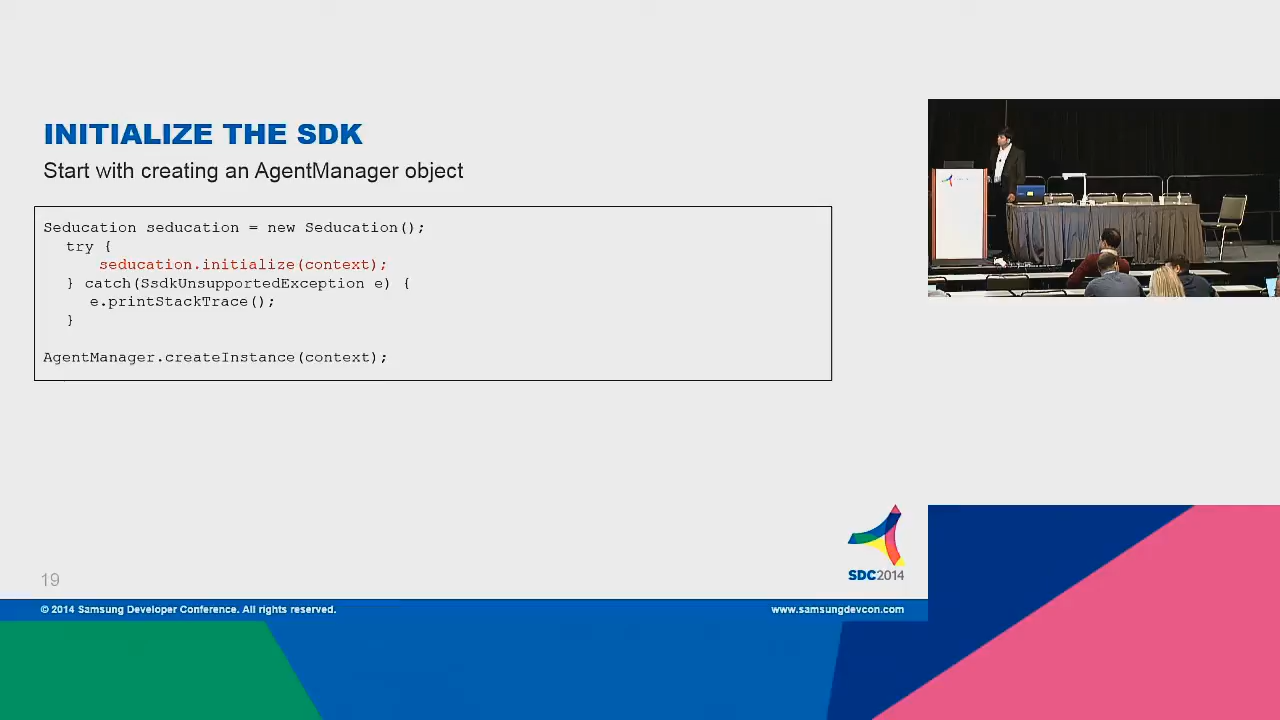 INITIALIZE THE SDK
Start with creating an AgentManager object
Seducation seducation = new Seducation();
try {
seducation.initialize(context);
} catch(SsdkUnsupportedException e) {
e.printStackTrace();
}
AgentManager.createInstance(context);
SDC2014
19
© 2014 Samsung Developer Conference. All rights reserved.
www.samsungdevcon.com